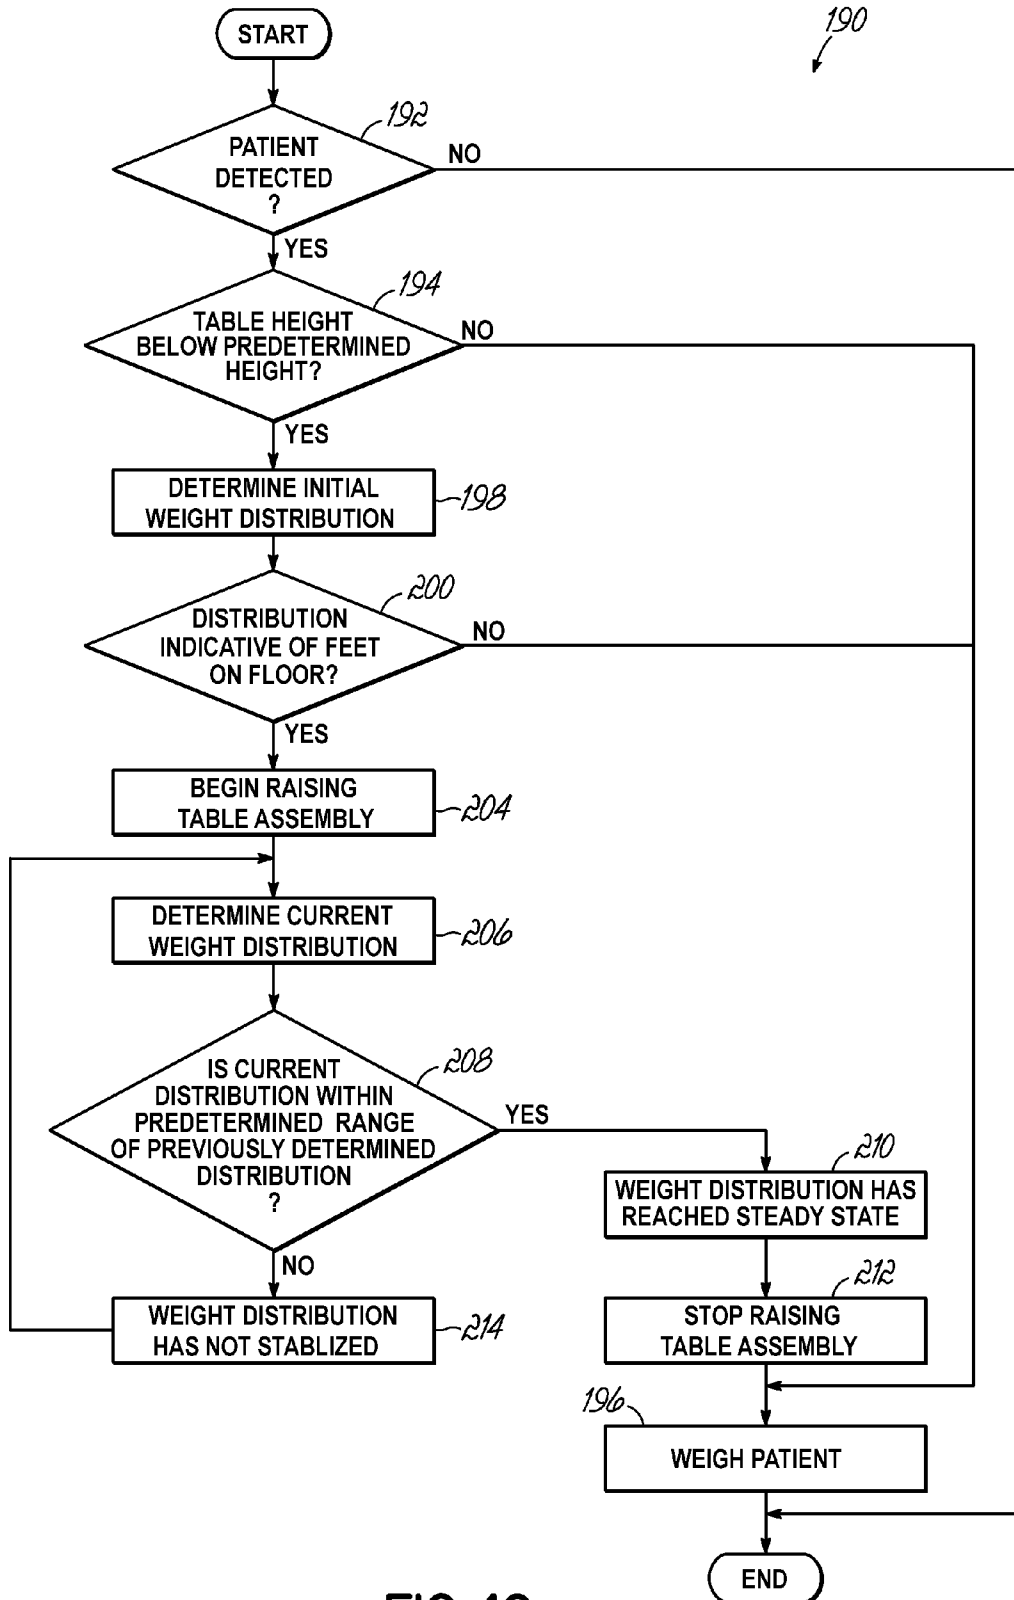 START
190
192
PATIENT
DETECTED
?
NO
YES
194
TABLE HEIGHT
BELOW PREDETERMINED
HEIGHT?
NO
YES
DETERMINE INITIAL
WEIGHT DISTRIBUTION
198
200
DISTRIBUTION
INDICATIVE OF FEET
ON FLOOR?
NO
YES
BEGIN RAISING
TABLE ASSEMBLY
204
DETERMINE CURRENT
WEIGHT DISTRIBUTION
206
208
IS CURRENT
DISTRIBUTION WITHIN
PREDETERMINED RANGE
OF PREVIOUSLY DETERMINED
DISTRIBUTION
?
YES
NO
210
WEIGHT DISTRIBUTION HAS
REACHED STEADY STATE
212
STOP RAISING
TABLE ASSEMBLY
WEIGHT DISTRIBUTION
HAS NOT STABLIZED
214
196
WEIGH PATIENT
END